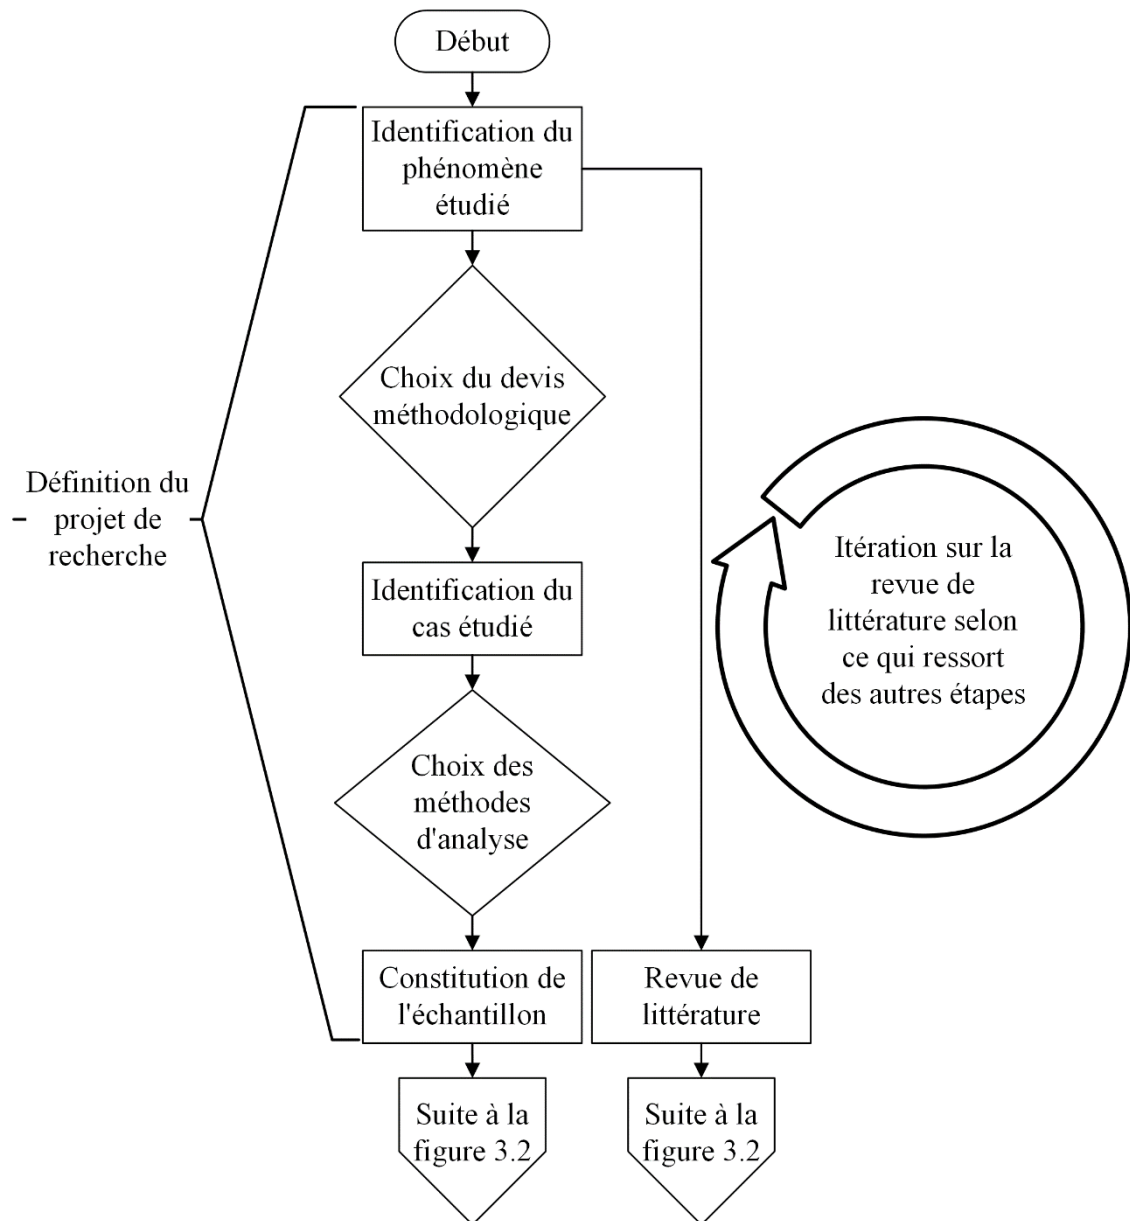 Début
Identification du
phénomène
étudié
Choix du devis
méthodologique
Définition du
projet de
recherche
Identification du
cas étudié
Itération sur la
revue de
littérature selon
ce qui ressort
des autres étapes
Choix des
méthodes
d'analyse
Constitution de
l'échantillon
Revue de
littérature
Suite à la
figure 3.2
Suite à la
figure 3.2